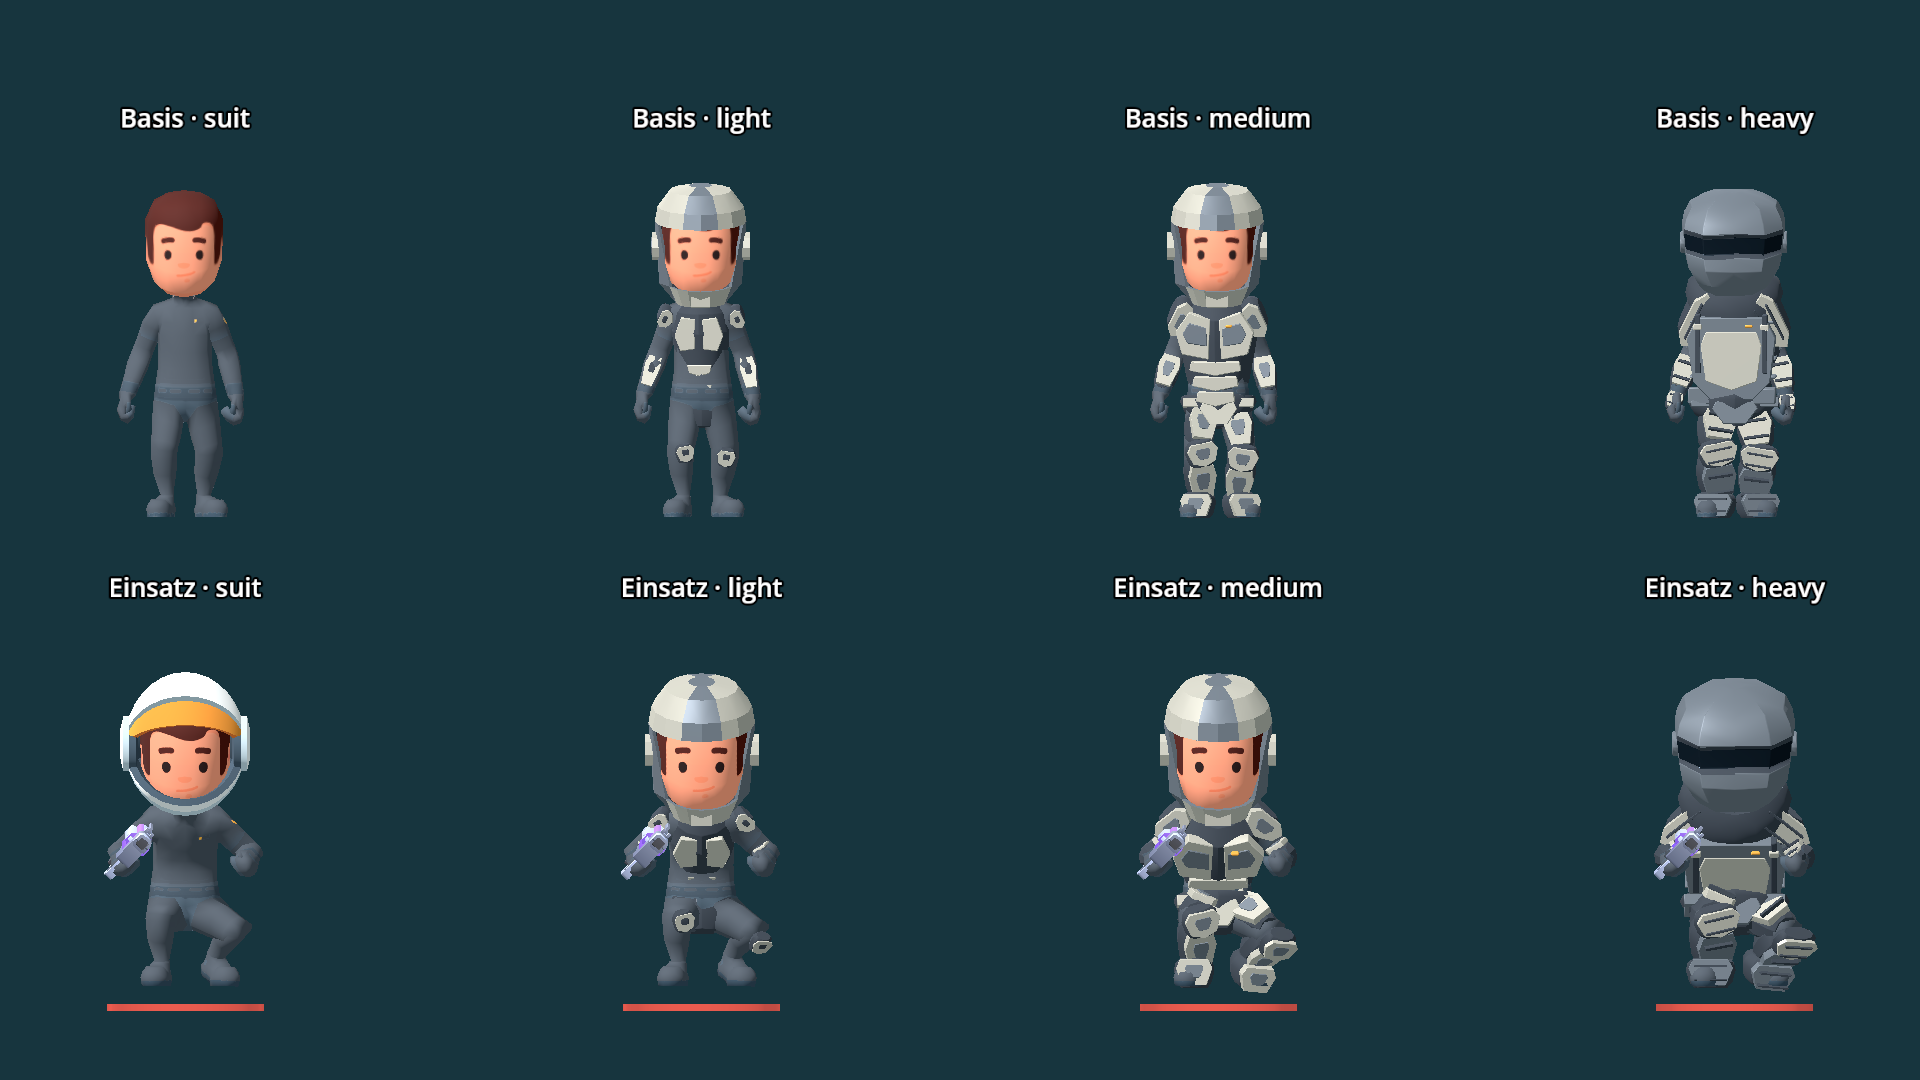 Basis · suit
Basis · light
Basis · medium
Basis · heavy
Einsatz · suit
Einsatz · light
Einsatz · medium
Einsatz · heavy